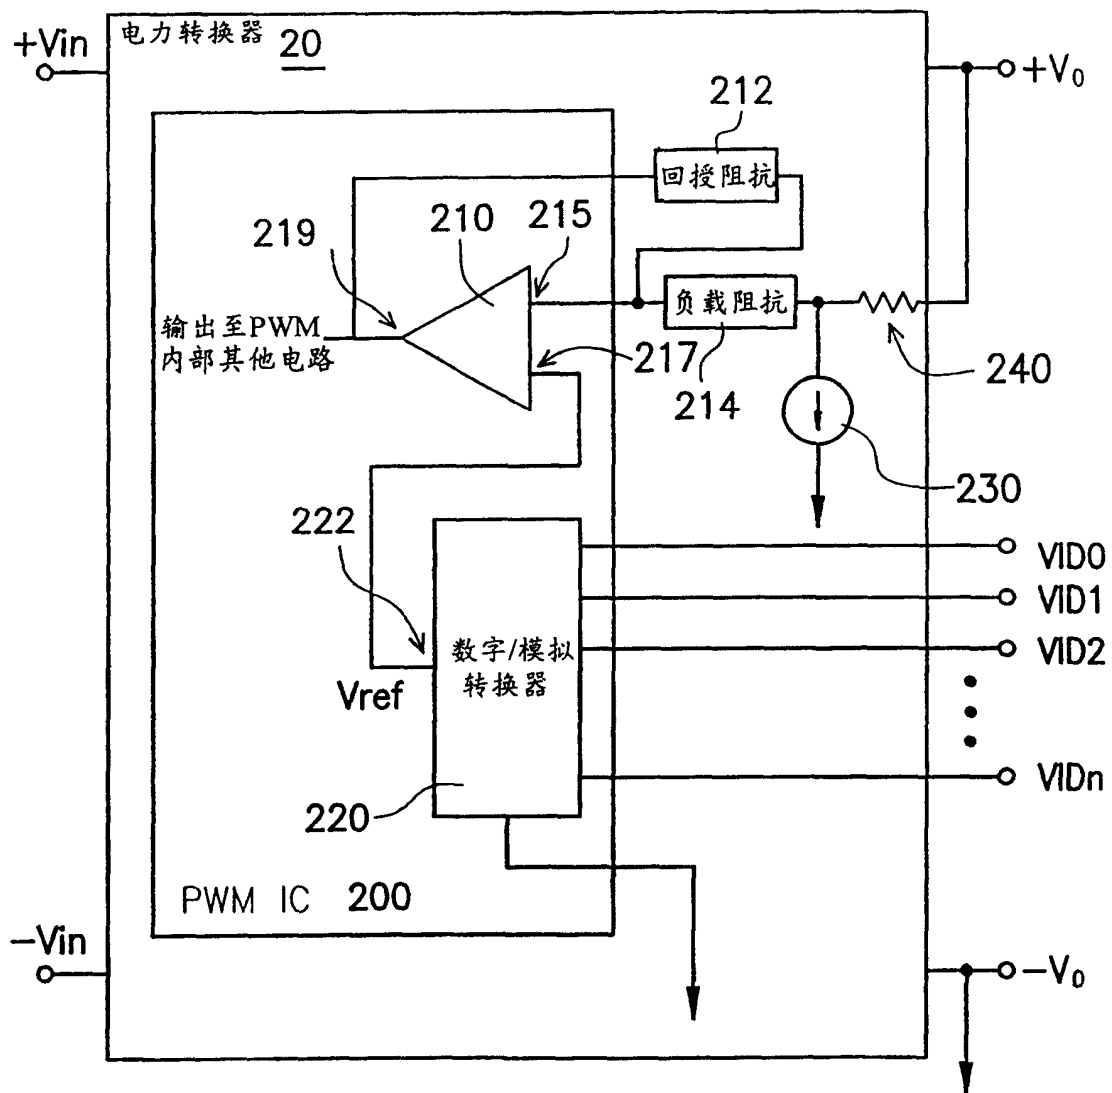 电力转换器 20
+Vin
+V0
212
回授阻抗
219
210
215
负载阻抗
输出至PWM
内部其他电路
217
214
240
230
222
VID0
VID1
数字/模拟
转换器
VID2
Vref
VIDn
220
PWM IC 200
-Vin
-V0